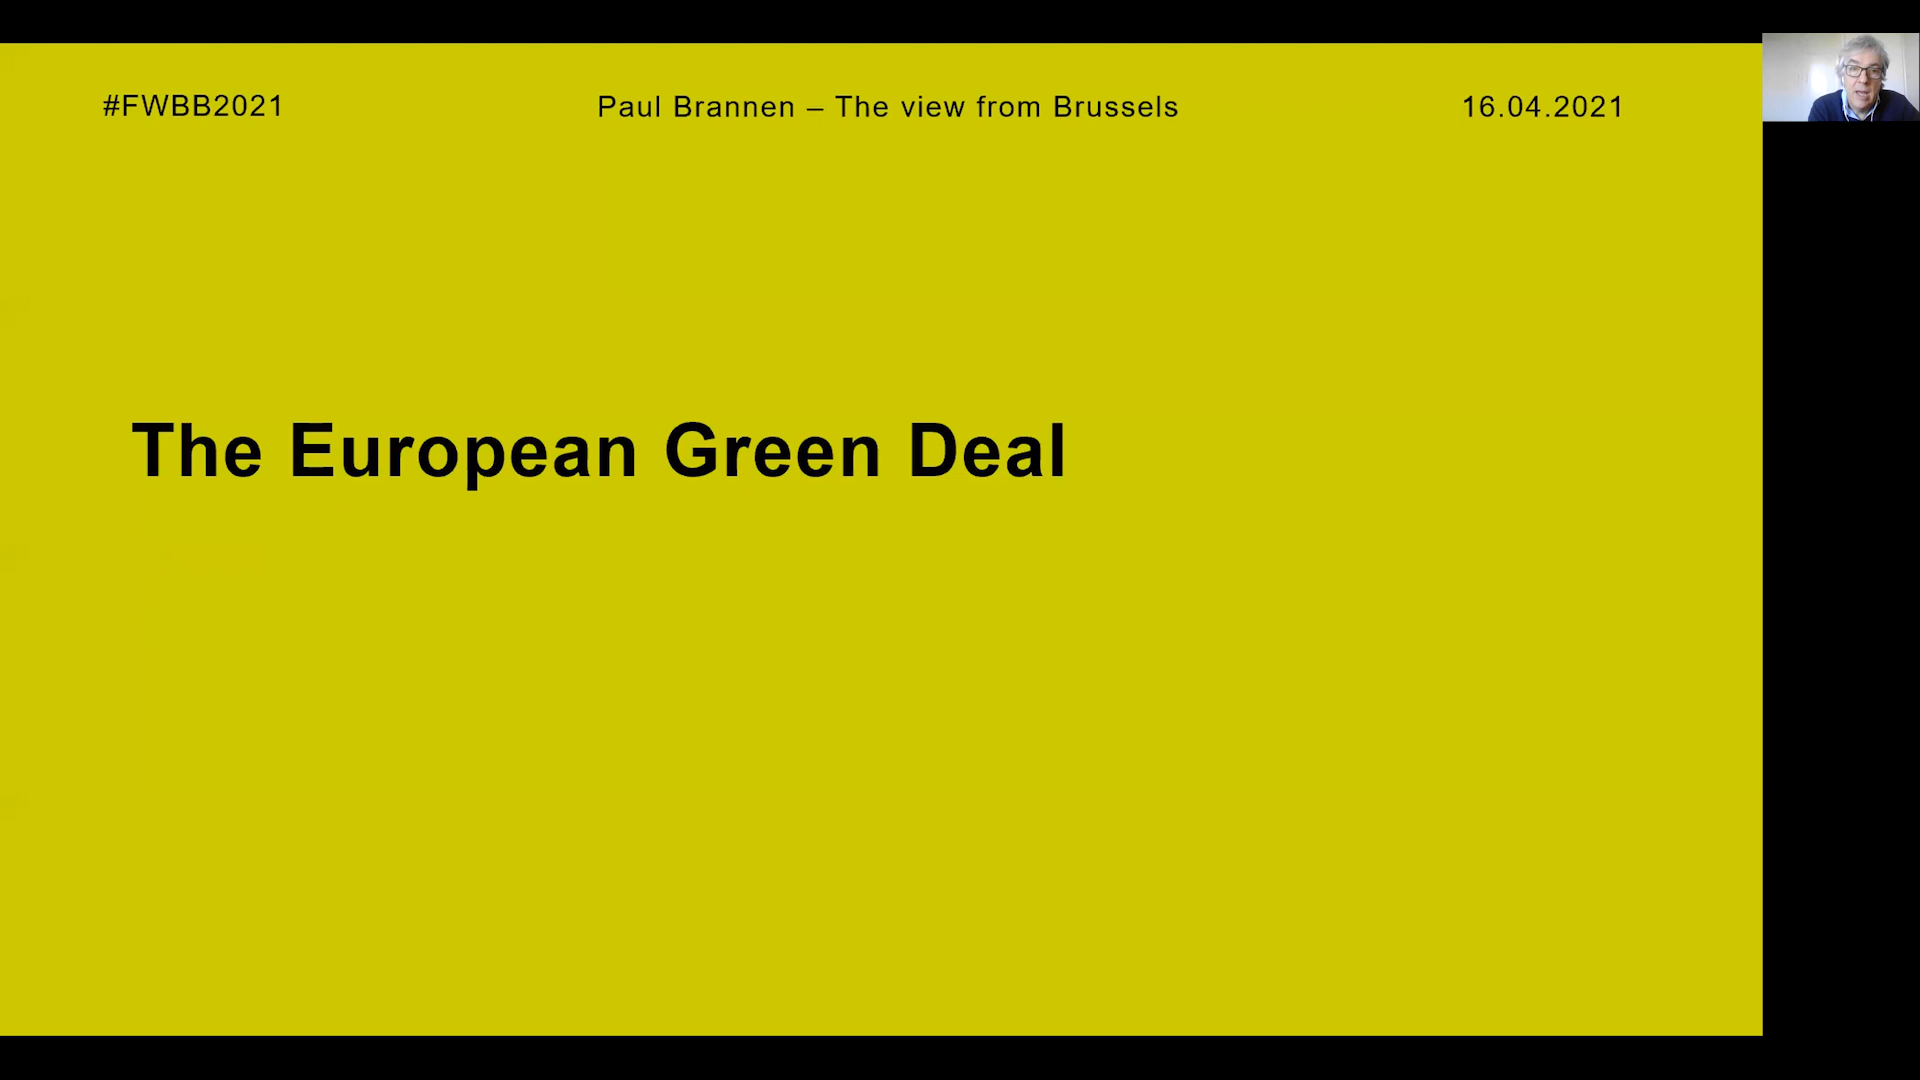 #FWBB2021
Paul Brannen – The view from Brussels
16.04.2021
The European Green Deal